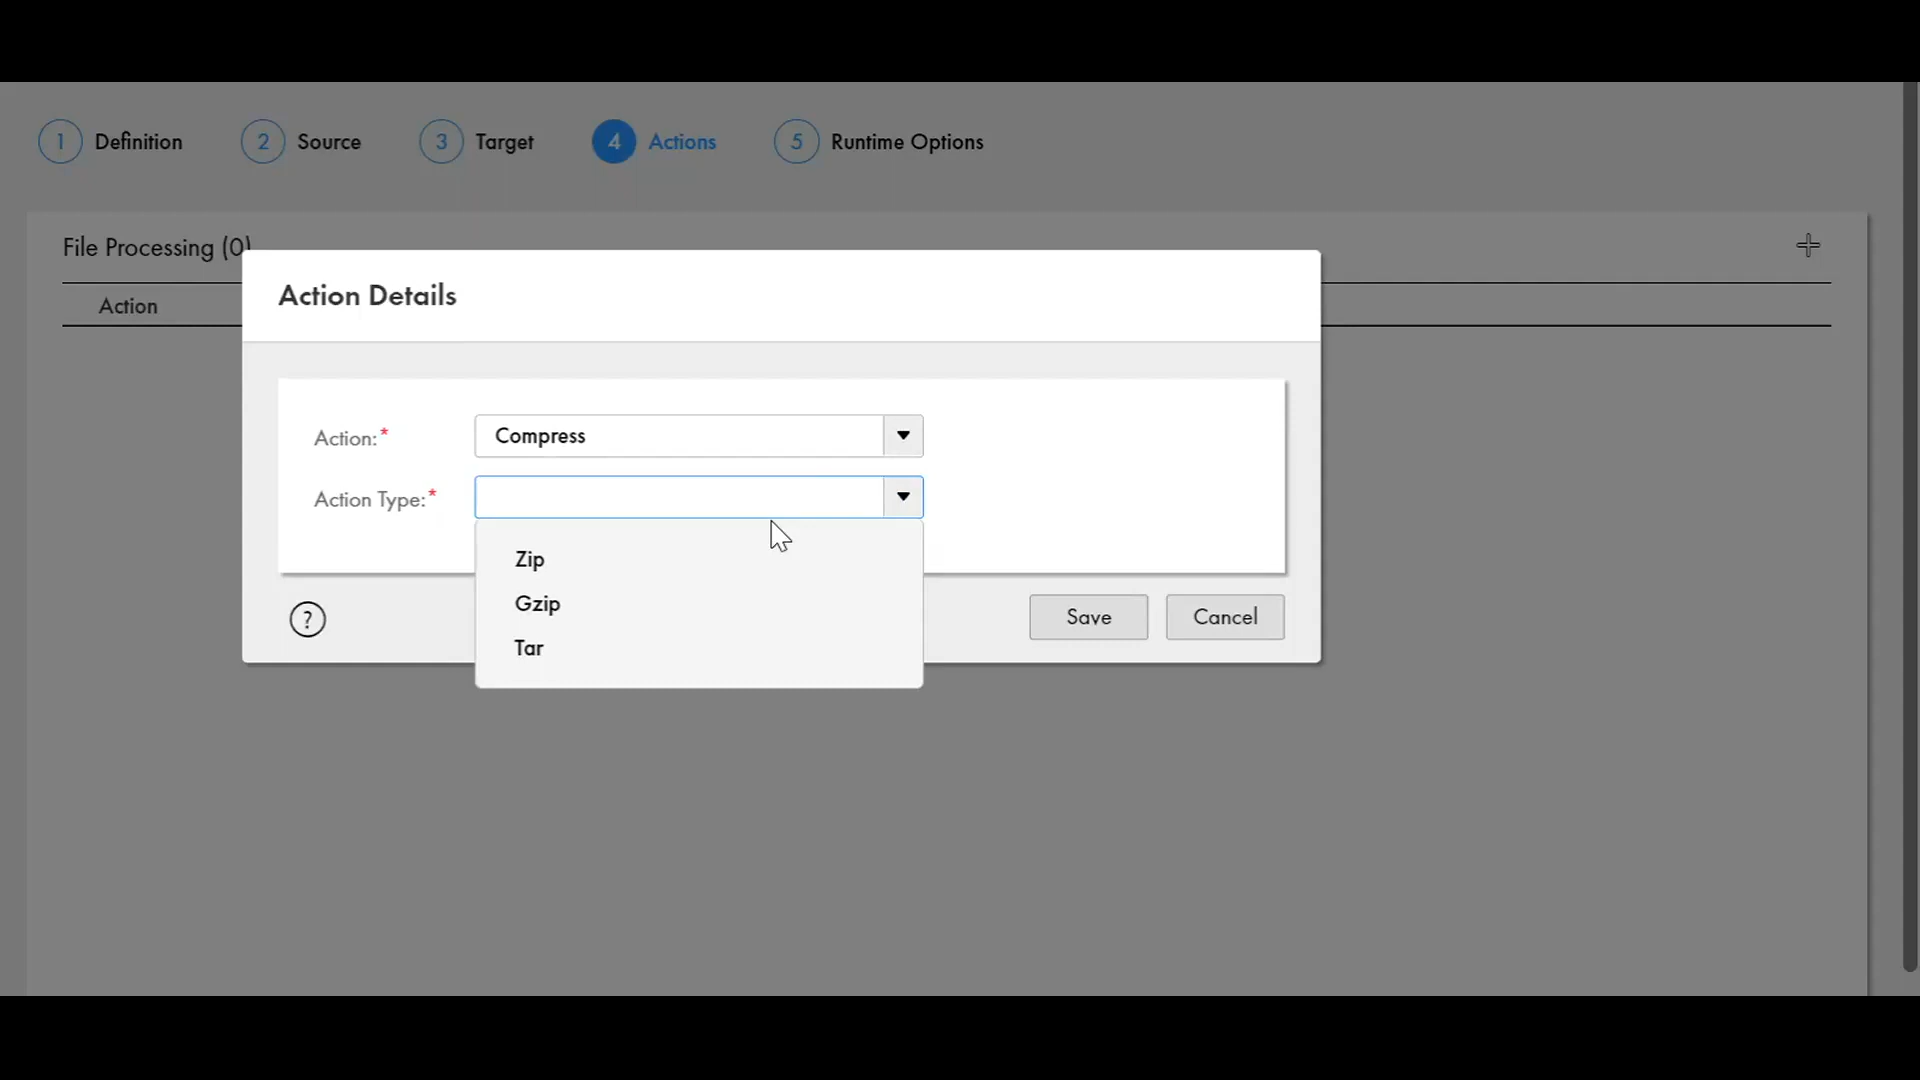 1 Definition 2 Source 3 Target 4 Actions 5 Runtime Options
File Processing (0)
Action
Action Details
Action:* Compress
Action Type:*
Zip
Gzip
Tar
? Save Cancel